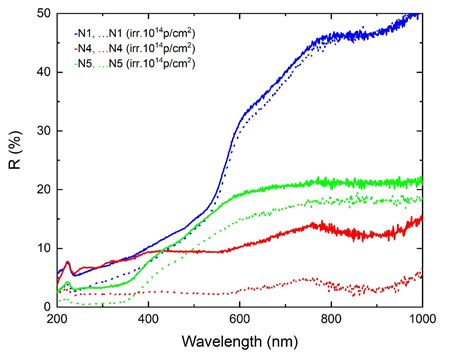 50
N1, ...N1 (irr.10¹⁴p/cm²)
N4, ...N4 (irr.10¹⁴p/cm²)
N5, ...N5 (irr.10¹⁴p/cm²)
40
30
R (%)
20
10
0
200 400 600 800 1000
Wavelength (nm)